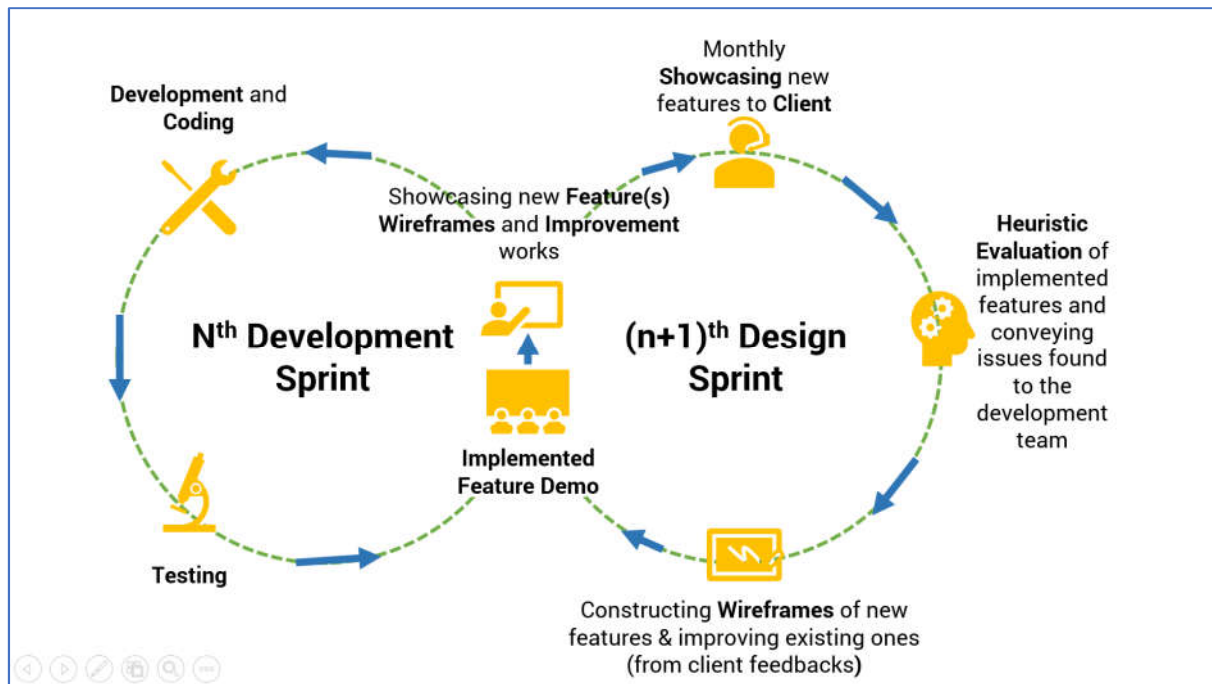 Development and
Coding
Monthly
Showcasing new
features to Client
Showcasing new Feature(s)
Wireframes and Improvement
works
Heuristic
Evaluation of
implemented
features and
conveying
issues found
to the
development
team
Nth Development
Sprint
(n+1)th Design
Sprint
Implemented
Feature Demo
Testing
Constructing Wireframes of new
features & improving existing ones
(from client feedbacks)